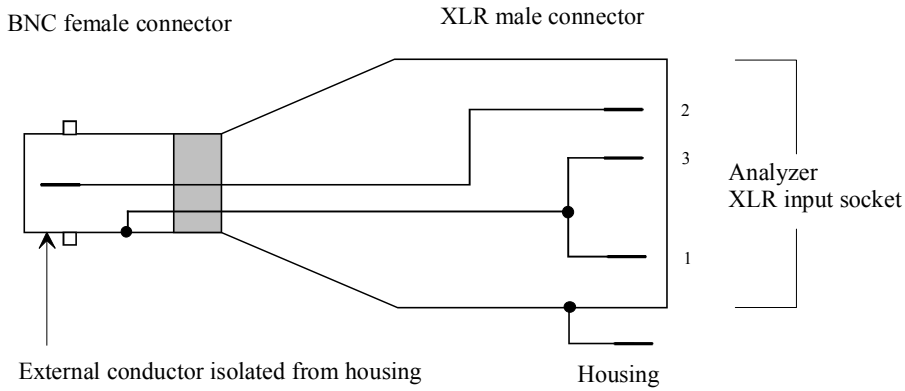 BNC female connector
XLR male connector
2
3
Analyzer
XLR input socket
1
External conductor isolated from housing
Housing